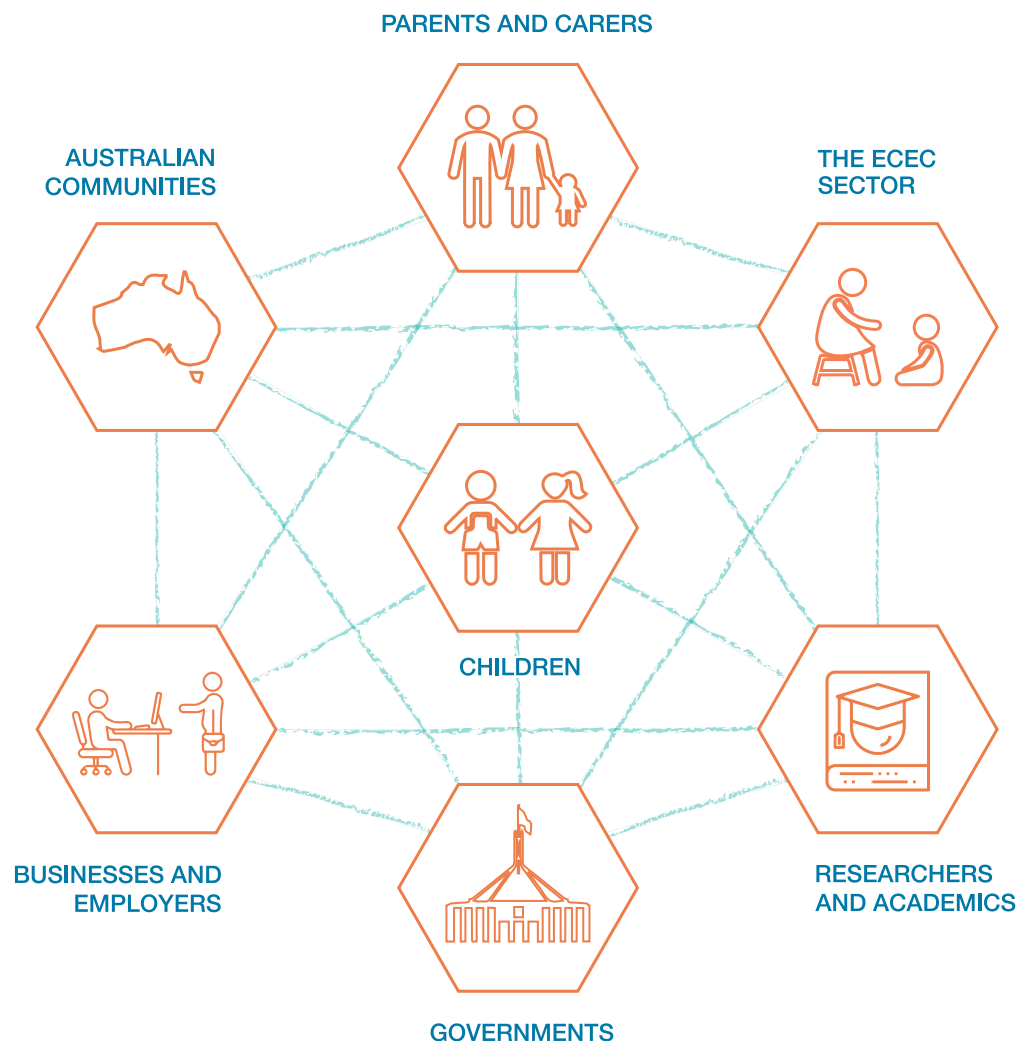 PARENTS AND CARERS
AUSTRALIAN
COMMUNITIES
THE ECEC
SECTOR
CHILDREN
BUSINESSES AND
EMPLOYERS
RESEARCHERS
AND ACADEMICS
GOVERNMENTS